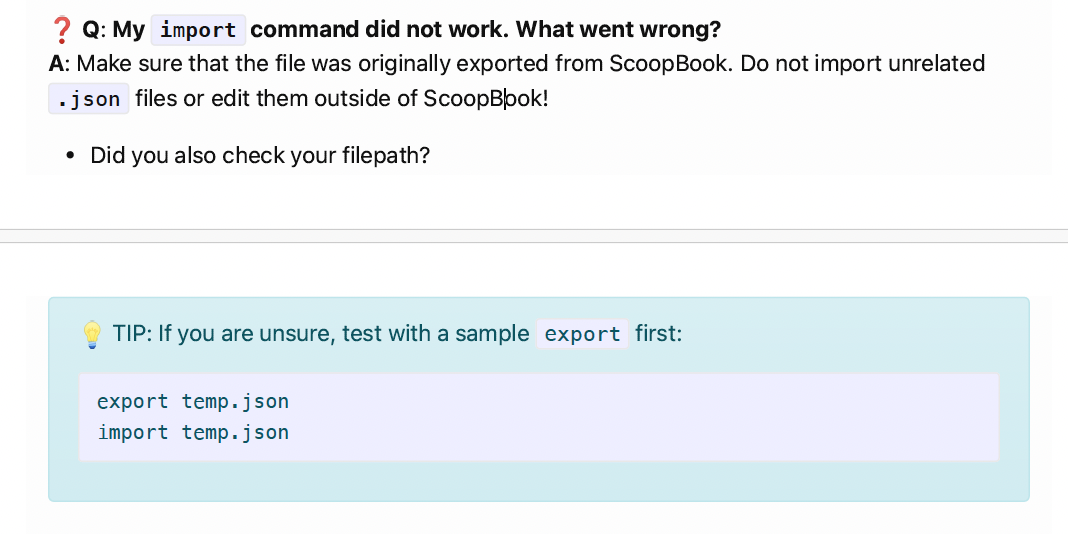 ❓ Q: My import command did not work. What went wrong?
A: Make sure that the file was originally exported from ScoopBook. Do not import unrelated
.json files or edit them outside of ScoopBook!
• Did you also check your filepath?
💡 TIP: If you are unsure, test with a sample export first:
export temp.json
import temp.json